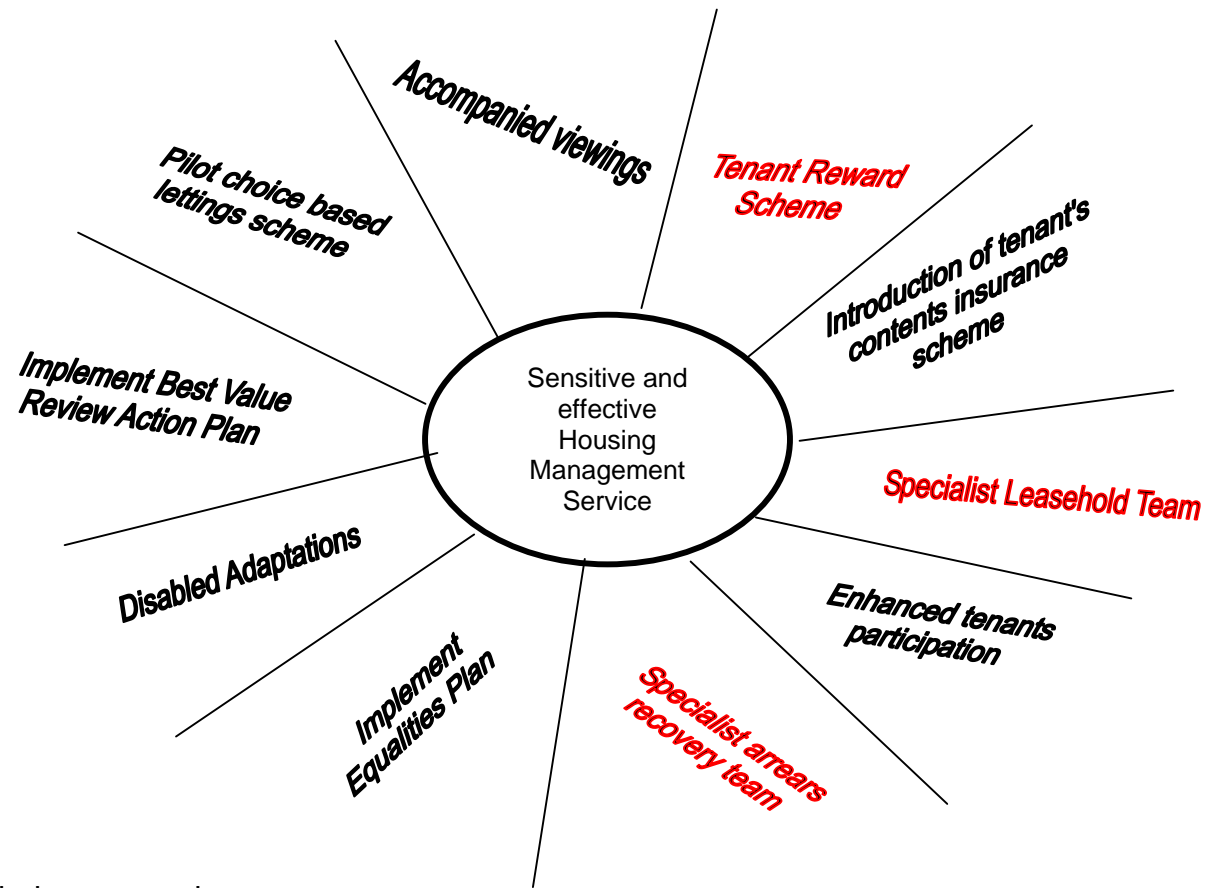 Accompanied viewings
Tenant Reward
Scheme
Pilot choice based
lettings scheme
Introduction of tenant's
contents insurance
scheme
Implement Best Value
Review Action Plan
Sensitive and
effective
Housing
Management
Service
Specialist Leasehold Team
Disabled Adaptations
Enhanced tenants
participation
Implement
Equalities Plan
Specialist arrears
recovery team